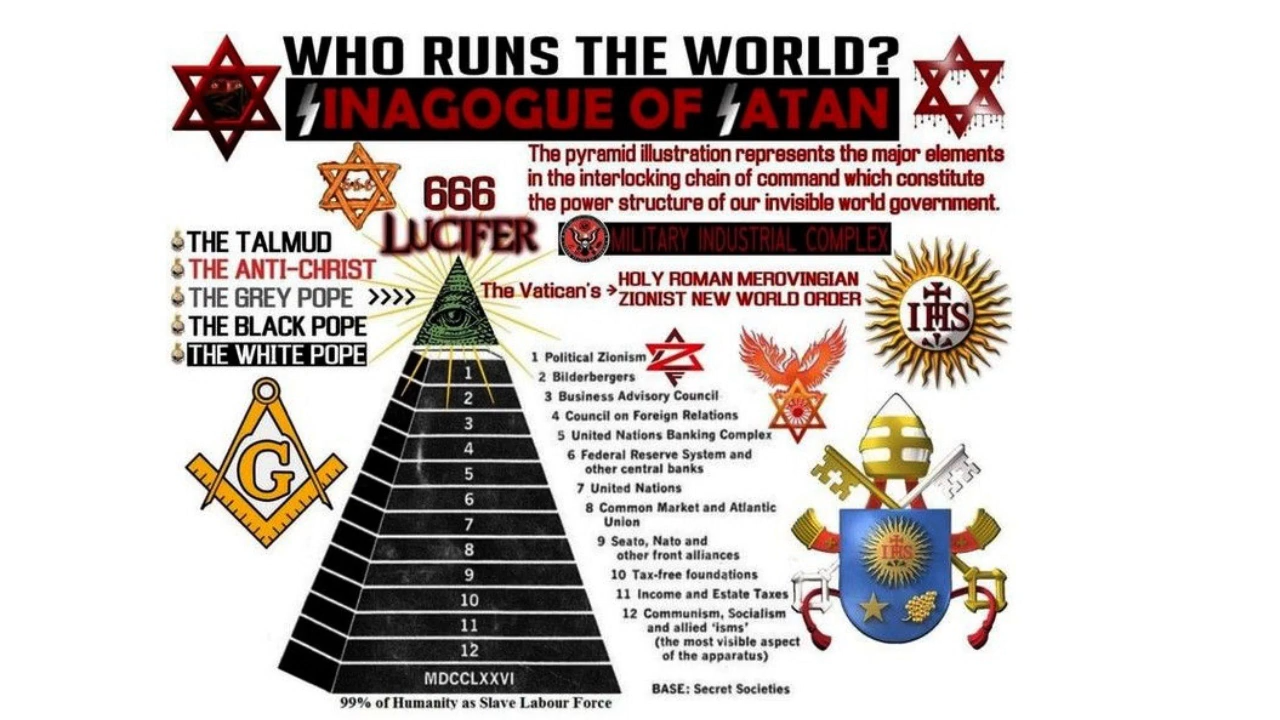 WHO RUNS THE WORLD?
SINAGOGUE OF SATAN
The pyramid illustration represents the major elements
in the interlocking chain of command which constitute
the power structure of our invisible world government.
666
666
LUCIFER
MILITARY INDUSTRIAL COMPLEX
THE TALMUD
THE ANTI-CHRIST
THE GREY POPE >>>>
THE BLACK POPE
THE WHITE POPE
The Vatican's → HOLY ROMAN MEROVINGIAN
ZIONIST NEW WORLD ORDER
IHS
G
1 Political Zionism
2 Bilderbergers
3 Business Advisory Council
4 Council on Foreign Relations
5 United Nations Banking Complex
6 Federal Reserve System and
other central banks
7 United Nations
8 Common Market and Atlantic
Union
9 Seato, Nato and
other front alliances
10 Tax-free foundations
11 Income and Estate Taxes
12 Communism, Socialism
and allied 'isms'
(the most visible aspect
of the apparatus)
BASE: Secret Societies
1
2
3
4
5
6
7
8
9
10
11
12
MDCCLXXVI
99% of Humanity as Slave Labour Force
IHS